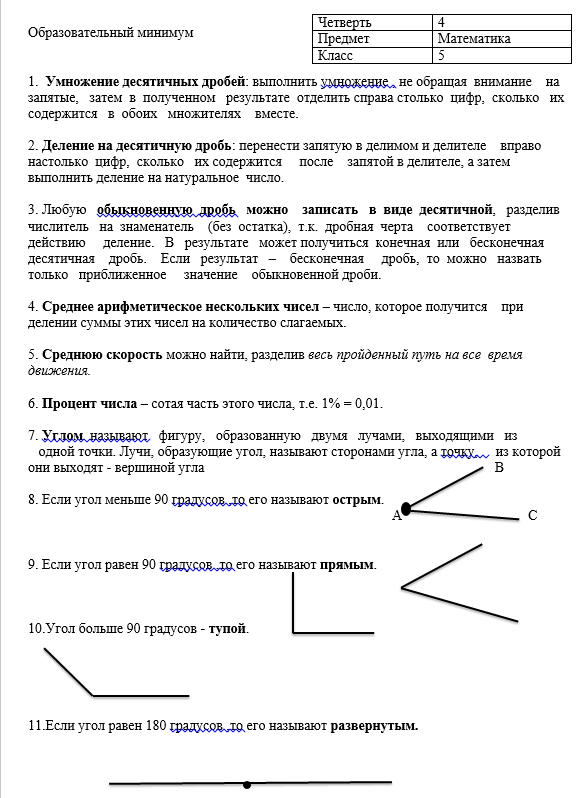 Образовательный минимум
Четверть 4
Предмет Математика
Класс 5
1. Умножение десятичных дробей: выполнить умножение , не обращая внимание на
запятые, затем в полученном результате отделить справа столько цифр, сколько их
содержится в обоих множителях вместе.
2. Деление на десятичную дробь: перенести запятую в делимом и делителе вправо
настолько цифр, сколько их содержится после запятой в делителе, а затем
выполнить деление на натуральное число.
3. Любую обыкновенную дробь можно записать в виде десятичной, разделив
числитель на знаменатель (без остатка), т.к. дробная черта соответствует
действию деление. В результате может получиться конечная или бесконечная
десятичная дробь. Если результат – бесконечная дробь, то можно назвать
только приближенное значение обыкновенной дроби.
4. Среднее арифметическое нескольких чисел – число, которое получится при
делении суммы этих чисел на количество слагаемых.
5. Среднюю скорость можно найти, разделив весь пройденный путь на все время
движения.
6. Процент числа – сотая часть этого числа, т.е. 1% = 0,01.
7. Углом называют фигуру, образованную двумя лучами, выходящими из
одной точки. Лучи, образующие угол, называют сторонами угла, а точку, из которой
они выходят - вершиной угла
В
8. Если угол меньше 90 градусов ,то его называют острым.
А
С
9. Если угол равен 90 градусов ,то его называют прямым.
10.Угол больше 90 градусов - тупой.
11.Если угол равен 180 градусов ,то его называют развернутым.